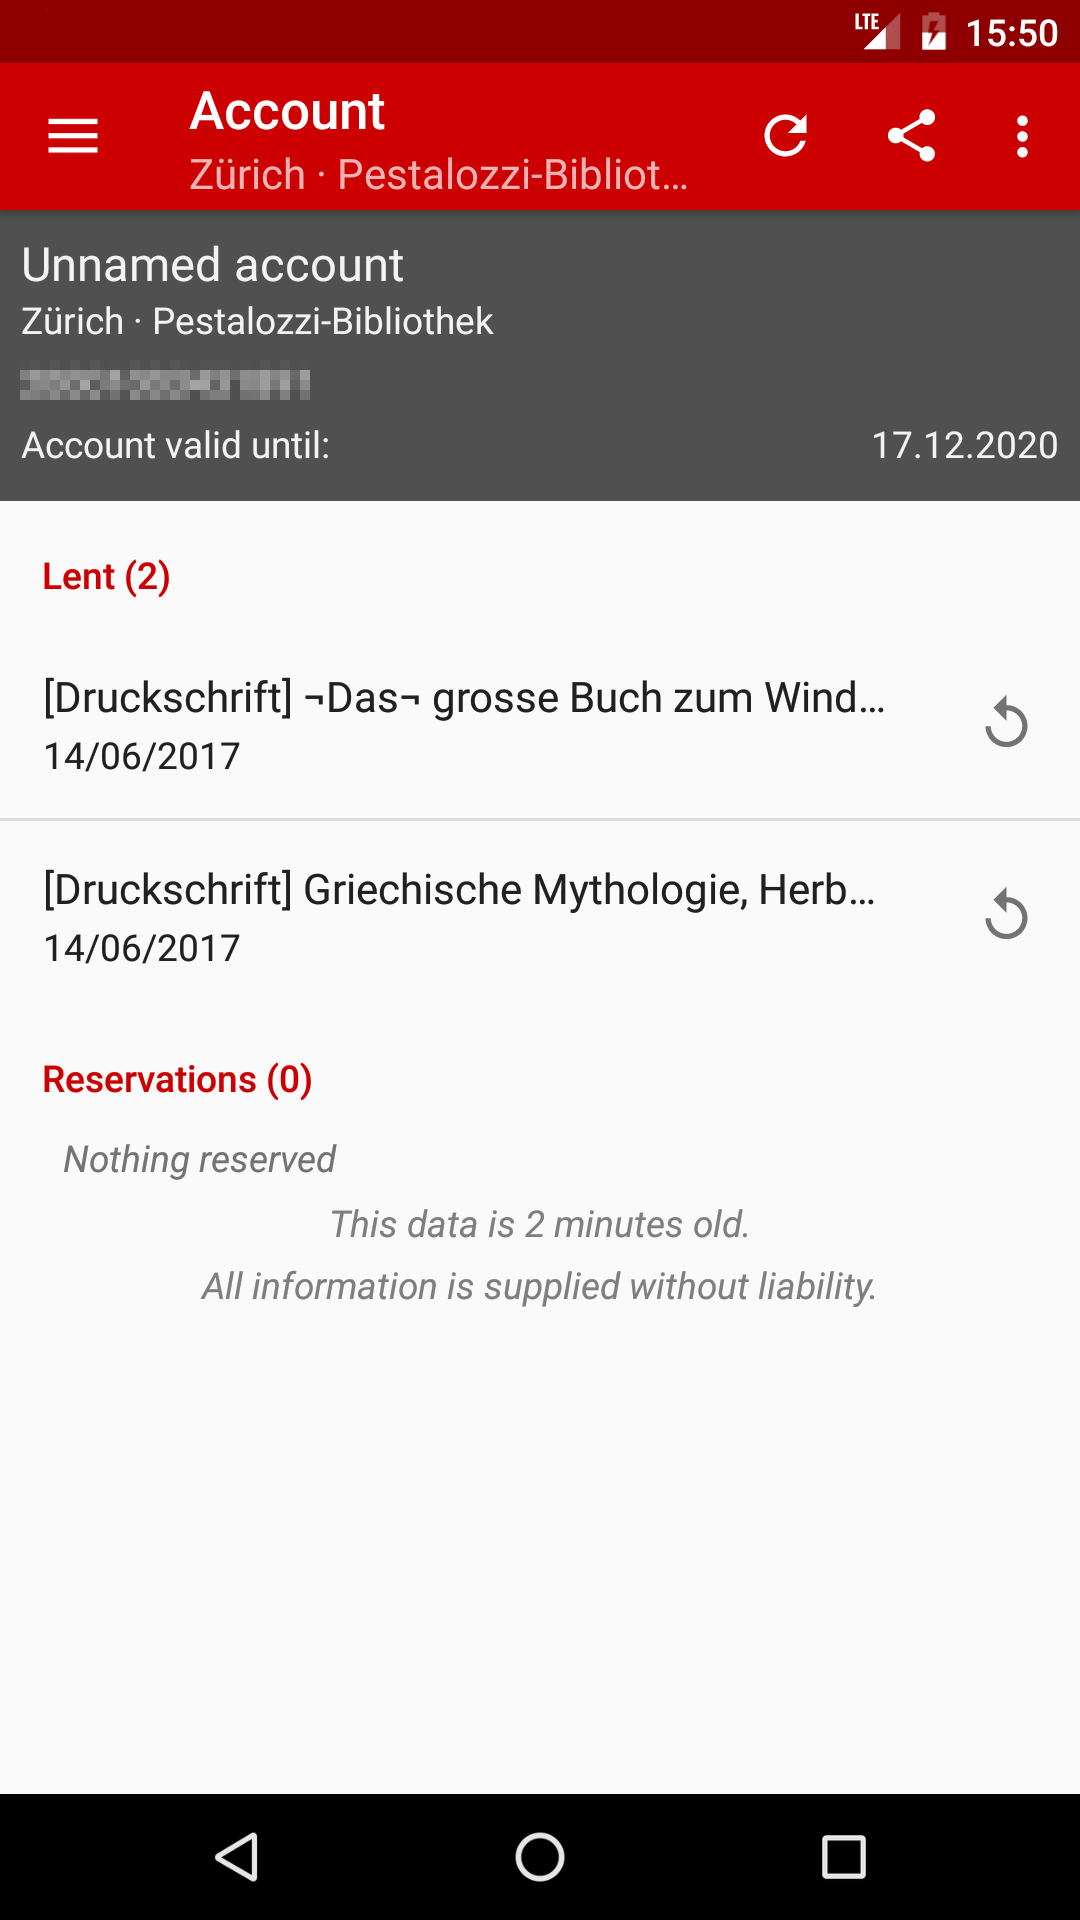 LTE 15:50
Account
Zürich · Pestalozzi-Bibliot...
Unnamed account
Zürich · Pestalozzi-Bibliothek
Account valid until: 17.12.2020
Lent (2)
[Druckschrift] ¬Das¬ grosse Buch zum Wind...
14/06/2017
[Druckschrift] Griechische Mythologie, Herb...
14/06/2017
Reservations (0)
Nothing reserved
This data is 2 minutes old.
All information is supplied without liability.